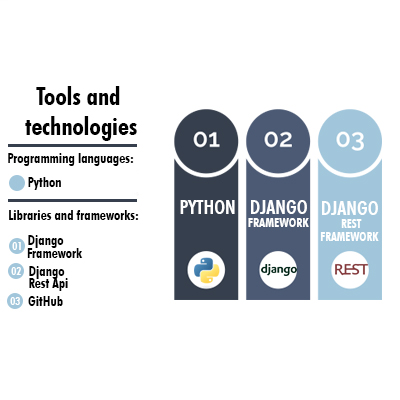 Tools and
technologies
Programming languages:
Python
Libraries and frameworks:
01 Django
Framework
02 Django
Rest Api
03 GitHub
01
PYTHON
02
DJANGO
FRAMEWORK
django
03
DJANGO
REST
FRAMEWORK
REST